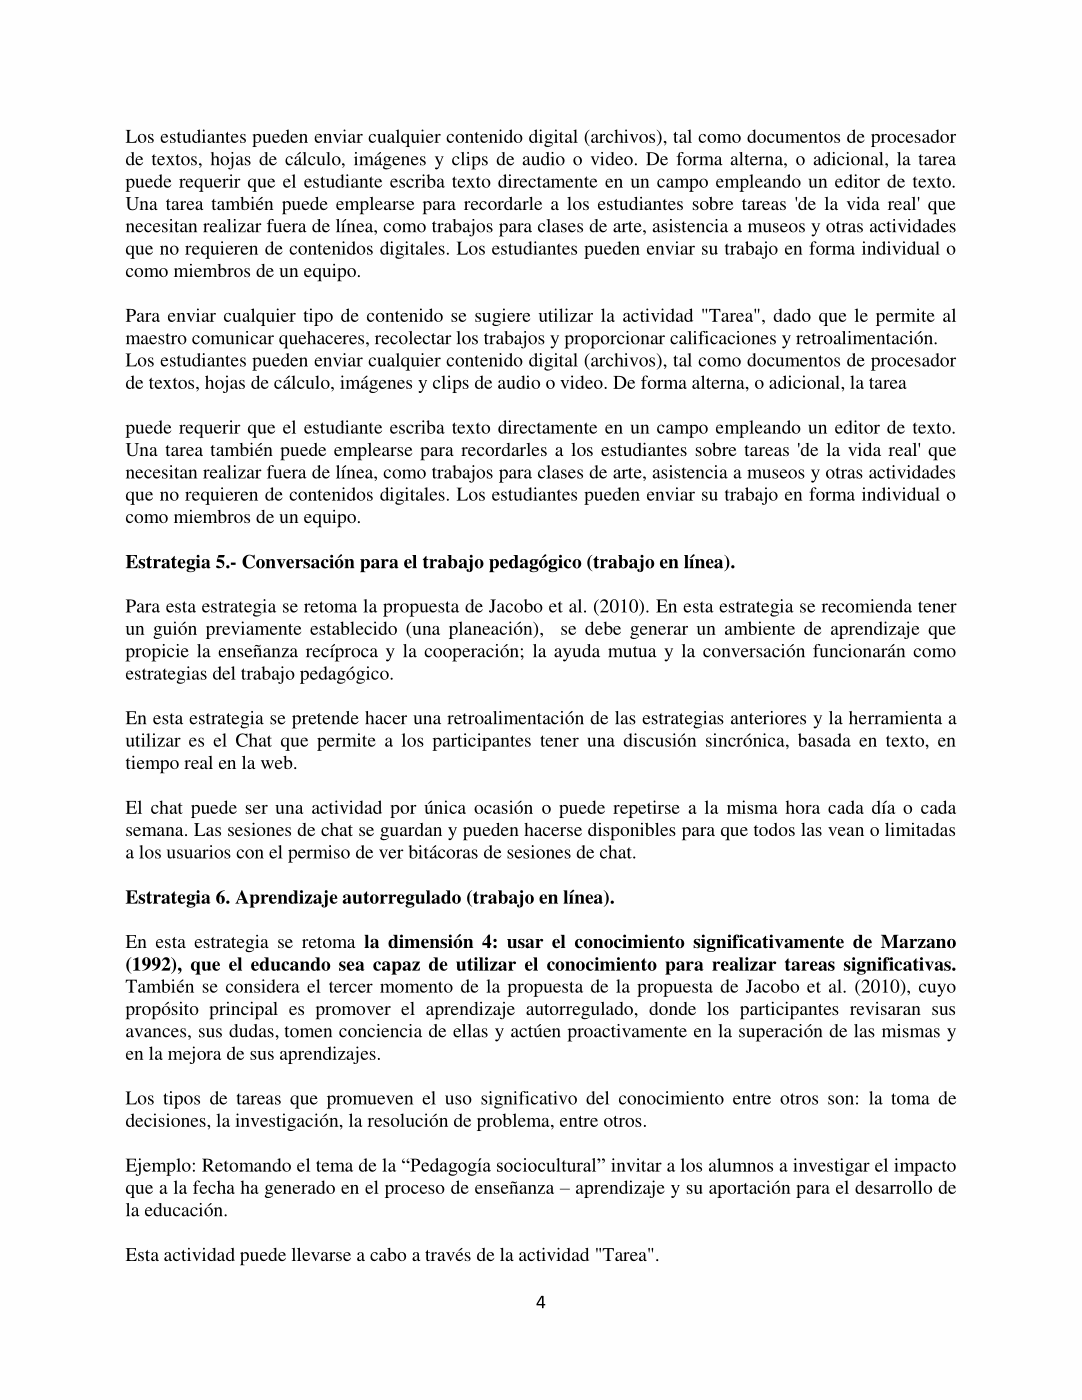 Los estudiantes pueden enviar cualquier contenido digital (archivos), tal como documentos de procesador
de textos, hojas de cálculo, imágenes y clips de audio o video. De forma alterna, o adicional, la tarea
puede requerir que el estudiante escriba texto directamente en un campo empleando un editor de texto.
Una tarea también puede emplearse para recordarle a los estudiantes sobre tareas 'de la vida real' que
necesitan realizar fuera de línea, como trabajos para clases de arte, asistencia a museos y otras actividades
que no requieren de contenidos digitales. Los estudiantes pueden enviar su trabajo en forma individual o
como miembros de un equipo.
Para enviar cualquier tipo de contenido se sugiere utilizar la actividad "Tarea", dado que le permite al
maestro comunicar quehaceres, recolectar los trabajos y proporcionar calificaciones y retroalimentación.
Los estudiantes pueden enviar cualquier contenido digital (archivos), tal como documentos de procesador
de textos, hojas de cálculo, imágenes y clips de audio o video. De forma alterna, o adicional, la tarea
puede requerir que el estudiante escriba texto directamente en un campo empleando un editor de texto.
Una tarea también puede emplearse para recordarles a los estudiantes sobre tareas 'de la vida real' que
necesitan realizar fuera de línea, como trabajos para clases de arte, asistencia a museos y otras actividades
que no requieren de contenidos digitales. Los estudiantes pueden enviar su trabajo en forma individual o
como miembros de un equipo.
Estrategia 5.- Conversación para el trabajo pedagógico (trabajo en línea).
Para esta estrategia se retoma la propuesta de Jacobo et al. (2010). En esta estrategia se recomienda tener
un guión previamente establecido (una planeación), se debe generar un ambiente de aprendizaje que
propicie la enseñanza recíproca y la cooperación; la ayuda mutua y la conversación funcionarán como
estrategias del trabajo pedagógico.
En esta estrategia se pretende hacer una retroalimentación de las estrategias anteriores y la herramienta a
utilizar es el Chat que permite a los participantes tener una discusión sincrónica, basada en texto, en
tiempo real en la web.
El chat puede ser una actividad por única ocasión o puede repetirse a la misma hora cada día o cada
semana. Las sesiones de chat se guardan y pueden hacerse disponibles para que todos las vean o limitadas
a los usuarios con el permiso de ver bitácoras de sesiones de chat.
Estrategia 6. Aprendizaje autorregulado (trabajo en línea).
En esta estrategia se retoma la dimensión 4: usar el conocimiento significativamente de Marzano
(1992), que el educando sea capaz de utilizar el conocimiento para realizar tareas significativas.
También se considera el tercer momento de la propuesta de la propuesta de Jacobo et al. (2010), cuyo
propósito principal es promover el aprendizaje autorregulado, donde los participantes revisaran sus
avances, sus dudas, tomen conciencia de ellas y actúen proactivamente en la superación de las mismas y
en la mejora de sus aprendizajes.
Los tipos de tareas que promueven el uso significativo del conocimiento entre otros son: la toma de
decisiones, la investigación, la resolución de problema, entre otros.
Ejemplo: Retomando el tema de la “Pedagogía sociocultural” invitar a los alumnos a investigar el impacto
que a la fecha ha generado en el proceso de enseñanza – aprendizaje y su aportación para el desarrollo de
la educación.
Esta actividad puede llevarse a cabo a través de la actividad "Tarea".
4